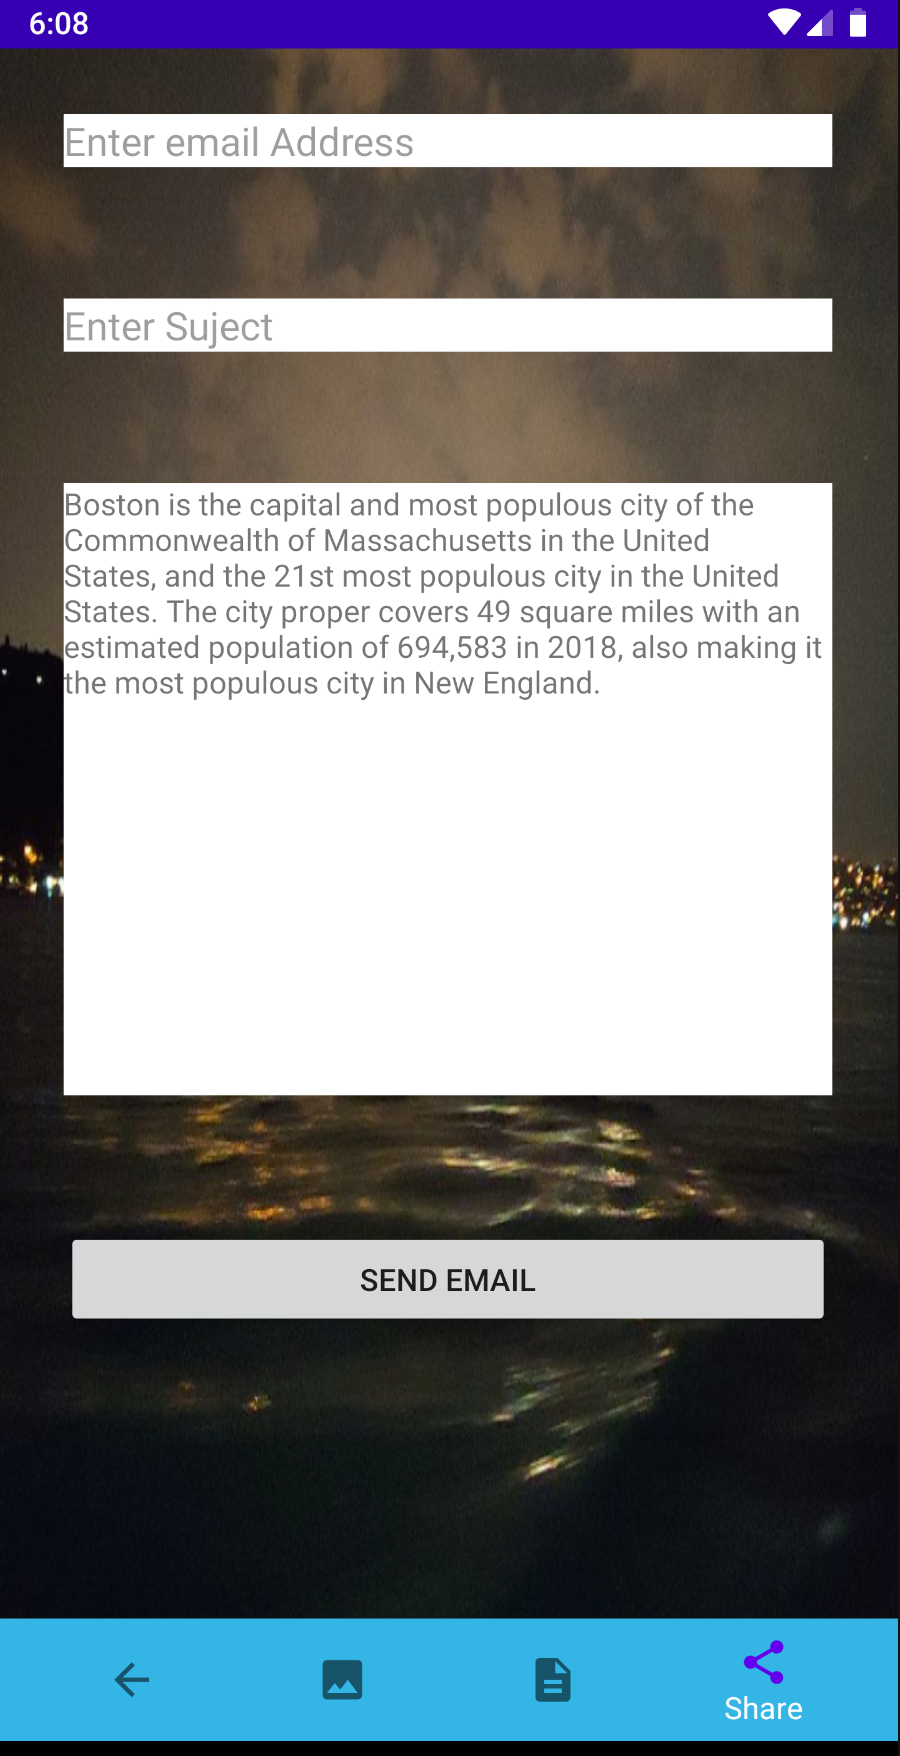 6:08
Enter email Address
Enter Suject
Boston is the capital and most populous city of the
Commonwealth of Massachusetts in the United
States, and the 21st most populous city in the United
States. The city proper covers 49 square miles with an
estimated population of 694,583 in 2018, also making it
the most populous city in New England.
SEND EMAIL
Share